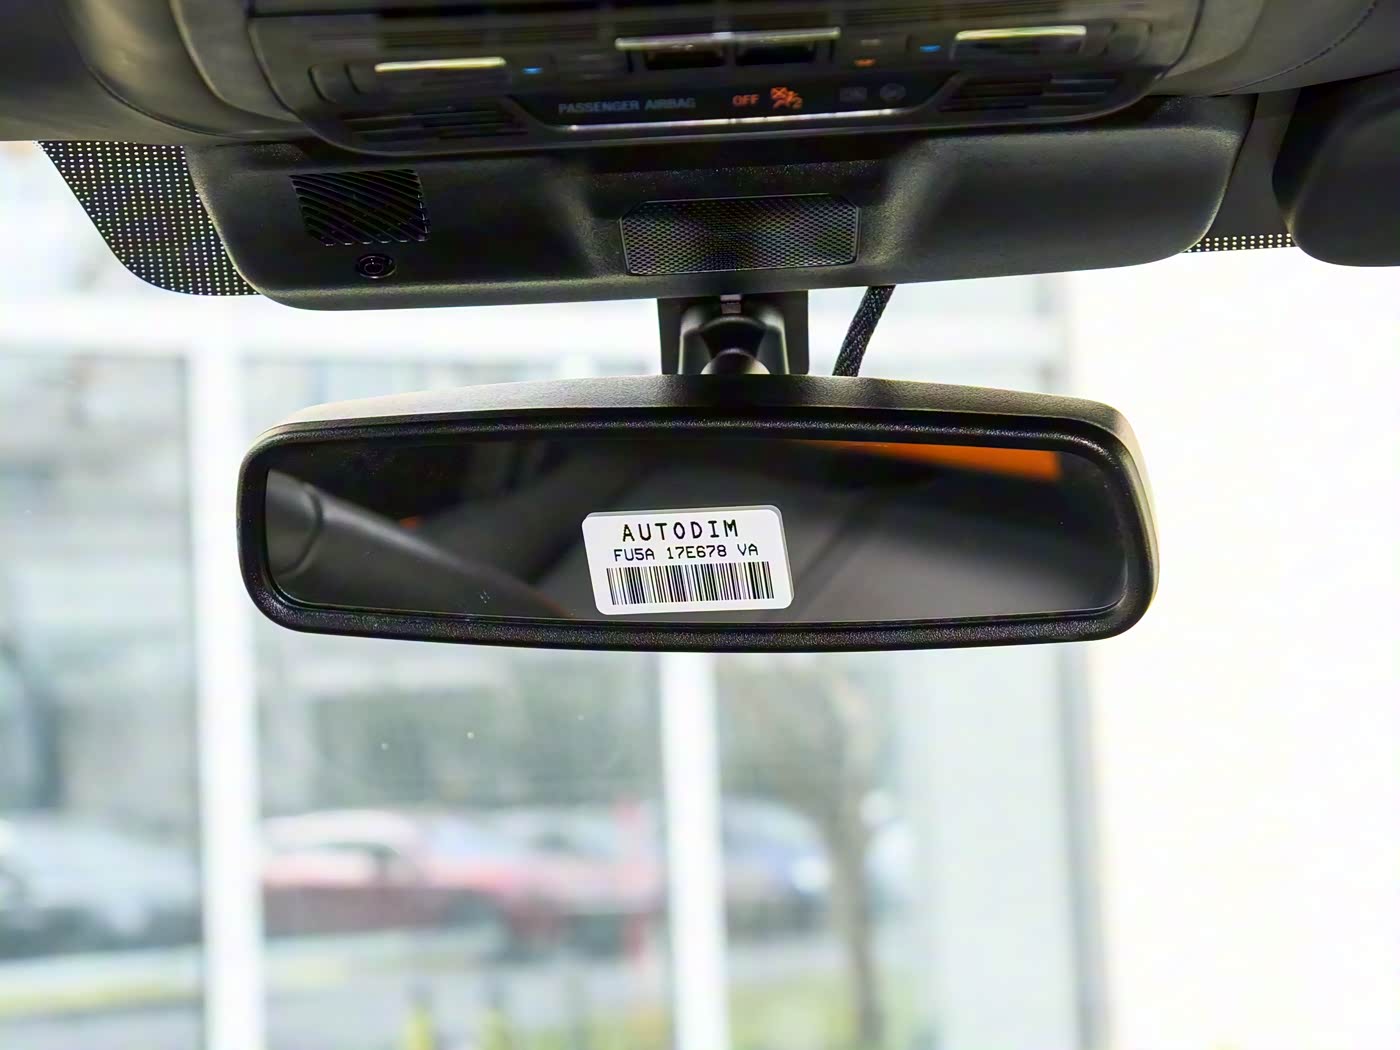 PASSENGER AIRBAG OFF
AUTODIM
FU5A 17E678 VA